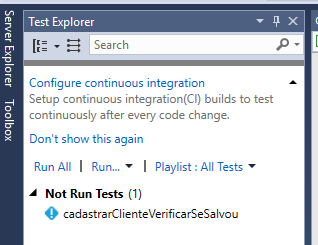 Server Explorer
Toolbox
Test Explorer
Search
Configure continuous integration
Setup continuous integration(CI) builds to test
continuously after every code change.
Don't show this again
Run All | Run... | Playlist : All Tests
Not Run Tests (1)
cadastrarClienteVerificarSeSalvou